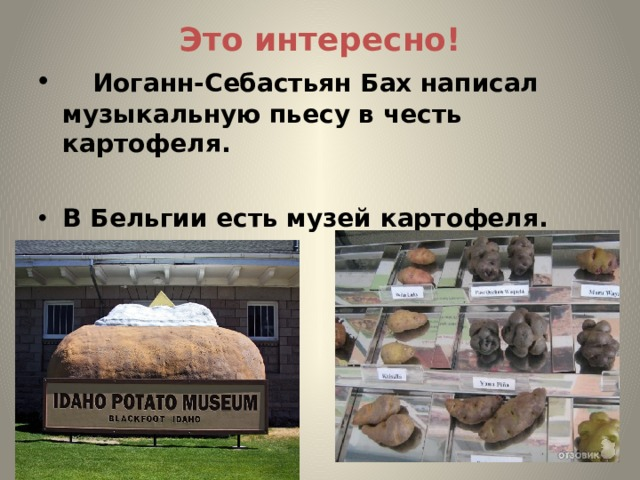 Это интересно!
• Иоганн-Себастьян Бах написал
музыкальную пьесу в честь
картофеля.
• В Бельгии есть музей картофеля.
IDAHO POTATO MUSEUM
BLACKFOOT IDAHO
отзовик